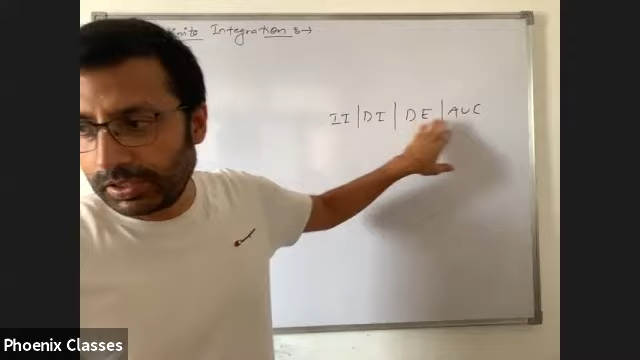 Integration :→
II | DI | DE | AUC
Phoenix Classes